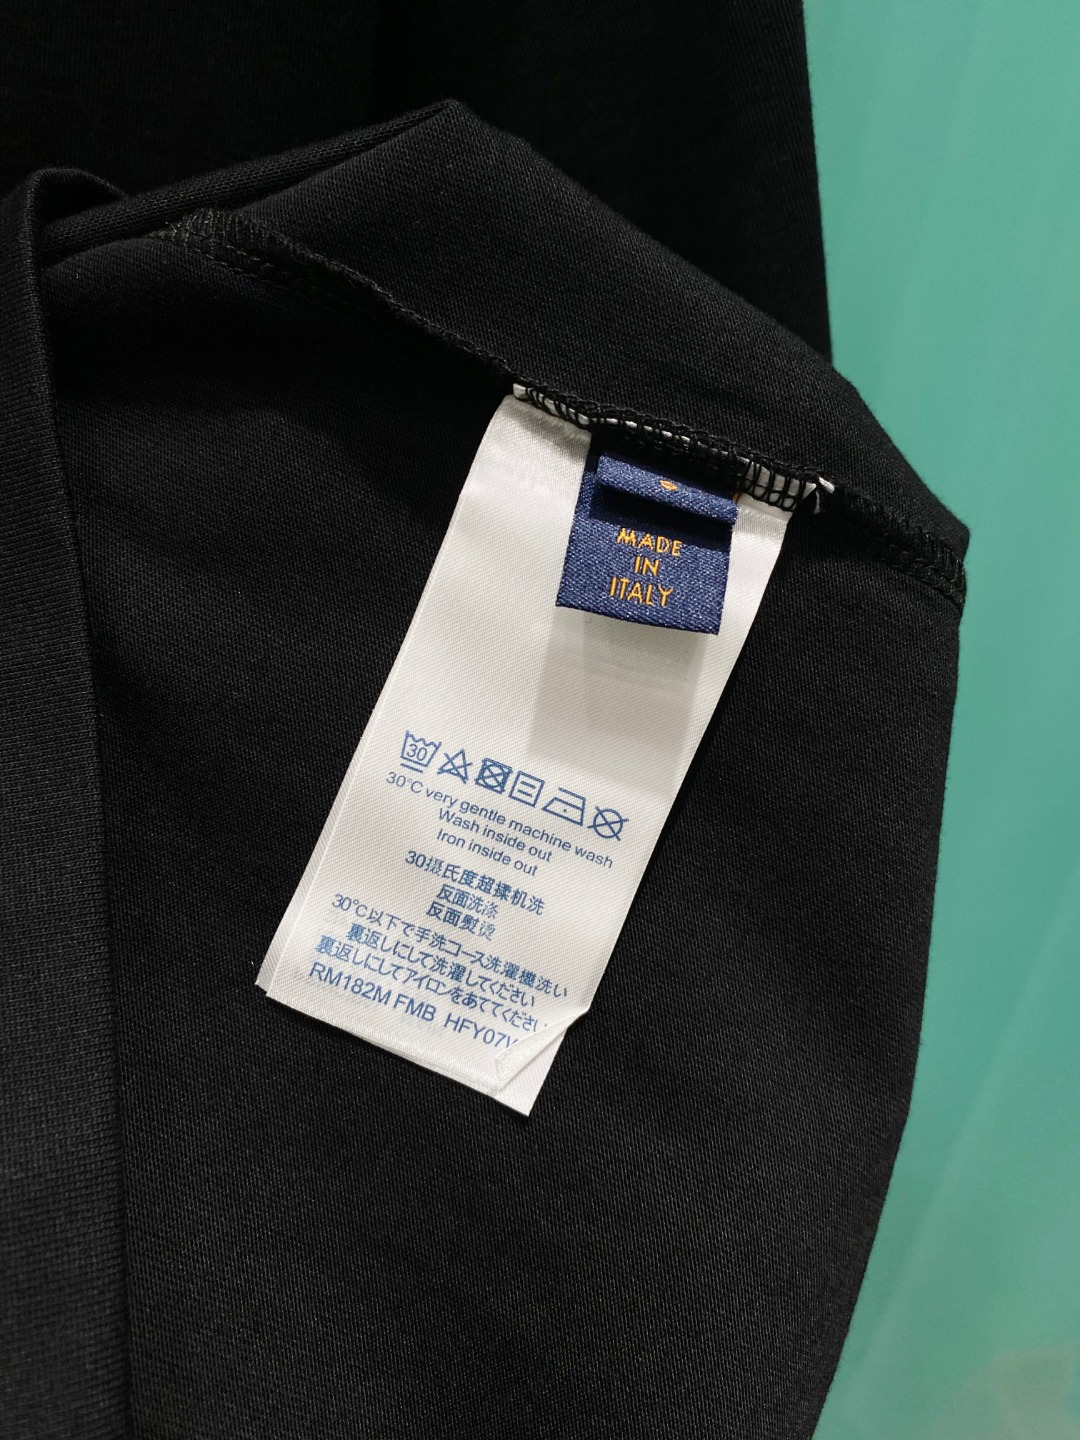 MADE
IN
ITALY
30
30°C very gentle machine wash
Wash inside out
Iron inside out
30摄氏度超揉机洗
反面洗涤
反面熨烫
30℃以下で手洗コース洗濯機洗い
裏返しにして洗濯してください
裏返しにしてアイロンをあててください
RM182M FMB HFY07